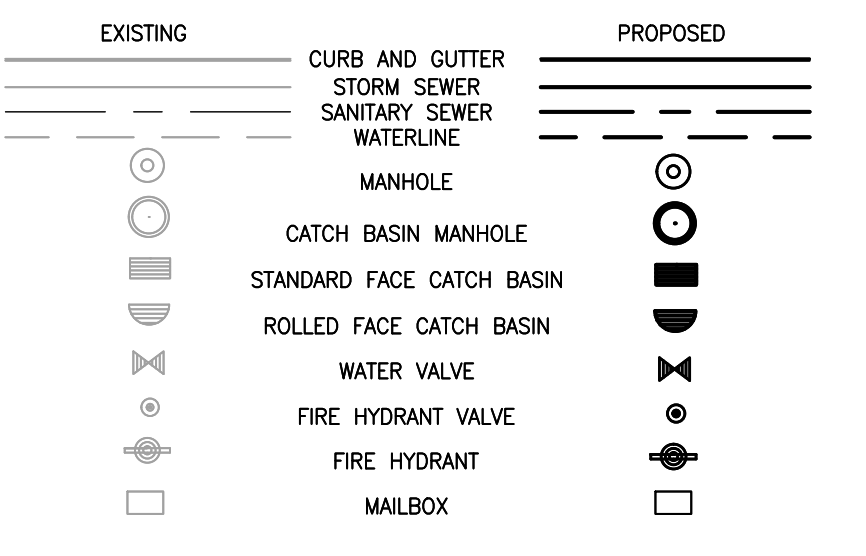 EXISTING PROPOSED
CURB AND GUTTER
STORM SEWER
SANITARY SEWER
WATERLINE
MANHOLE
CATCH BASIN MANHOLE
STANDARD FACE CATCH BASIN
ROLLED FACE CATCH BASIN
WATER VALVE
FIRE HYDRANT VALVE
FIRE HYDRANT
MAILBOX